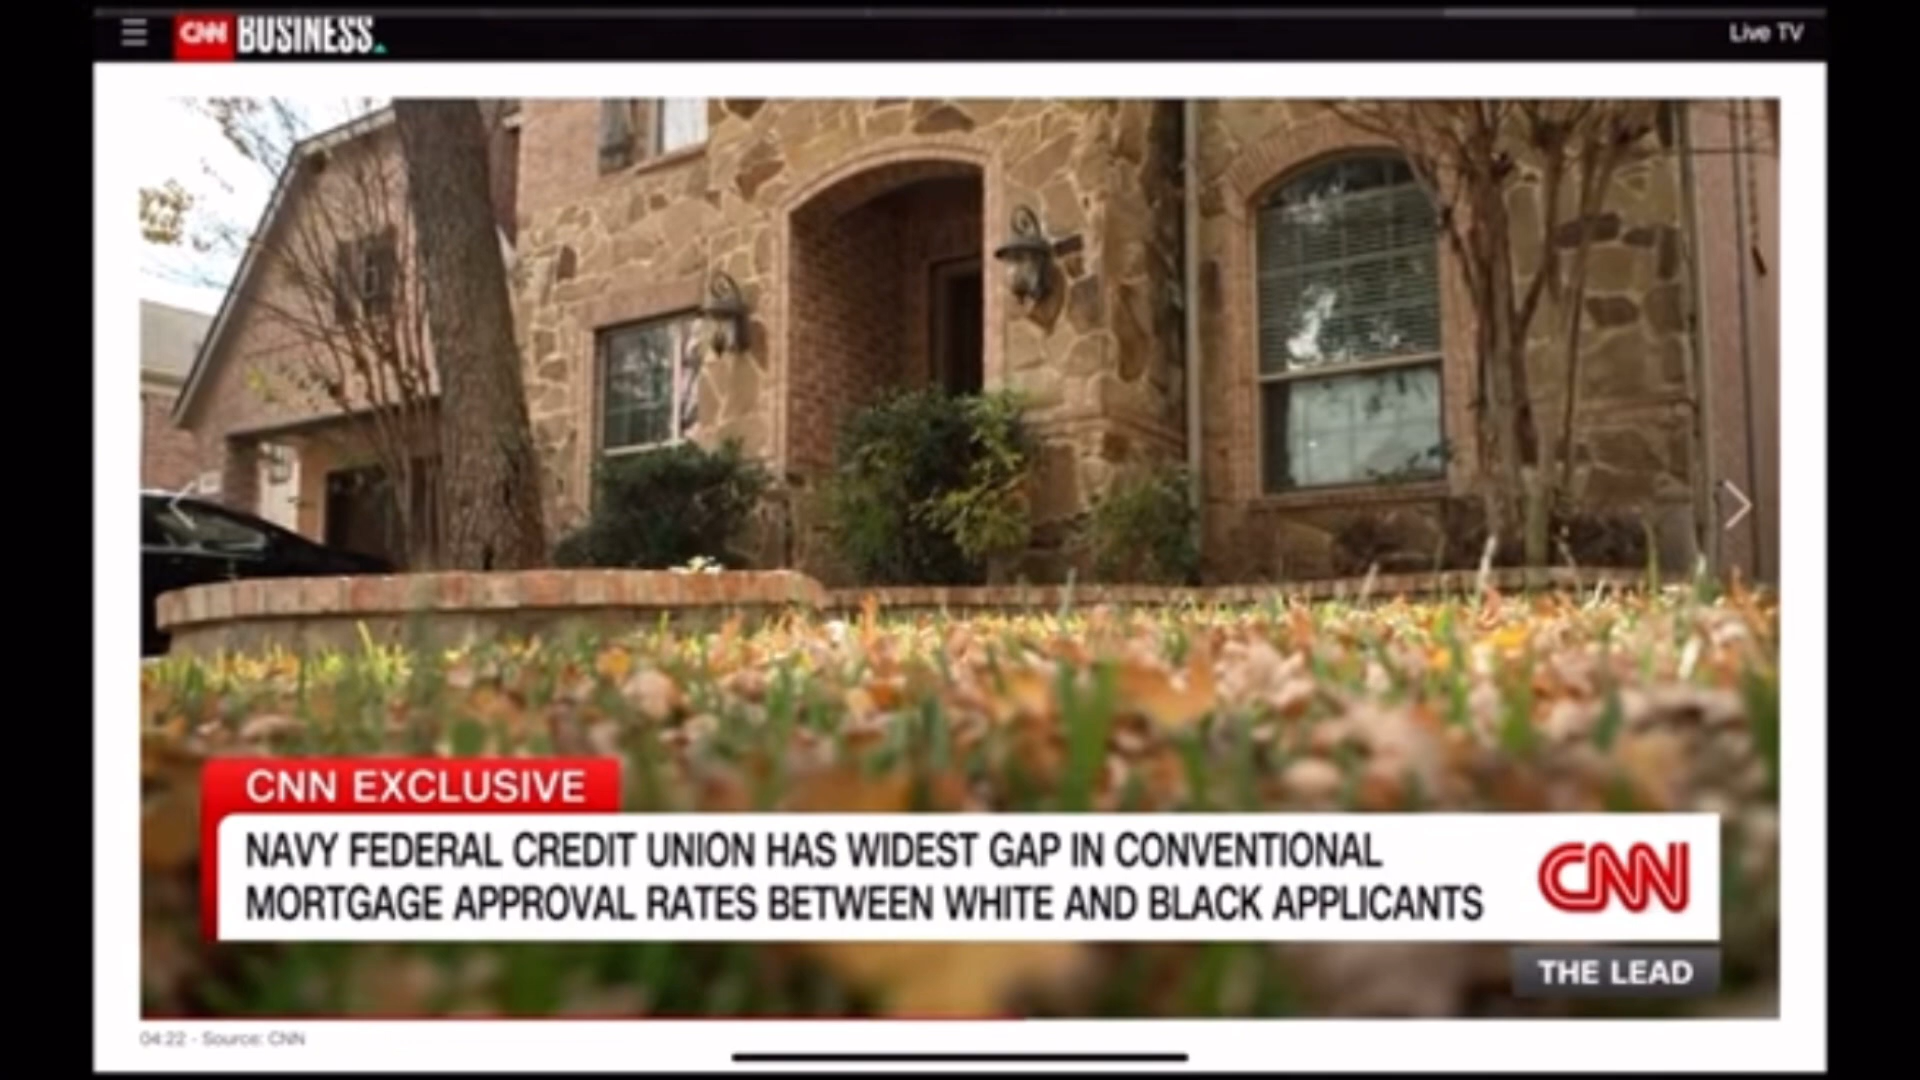 CNN BUSINESS.
Live TV
CNN EXCLUSIVE
NAVY FEDERAL CREDIT UNION HAS WIDEST GAP IN CONVENTIONAL
MORTGAGE APPROVAL RATES BETWEEN WHITE AND BLACK APPLICANTS
CNN
THE LEAD
04:22 - Source: CNN